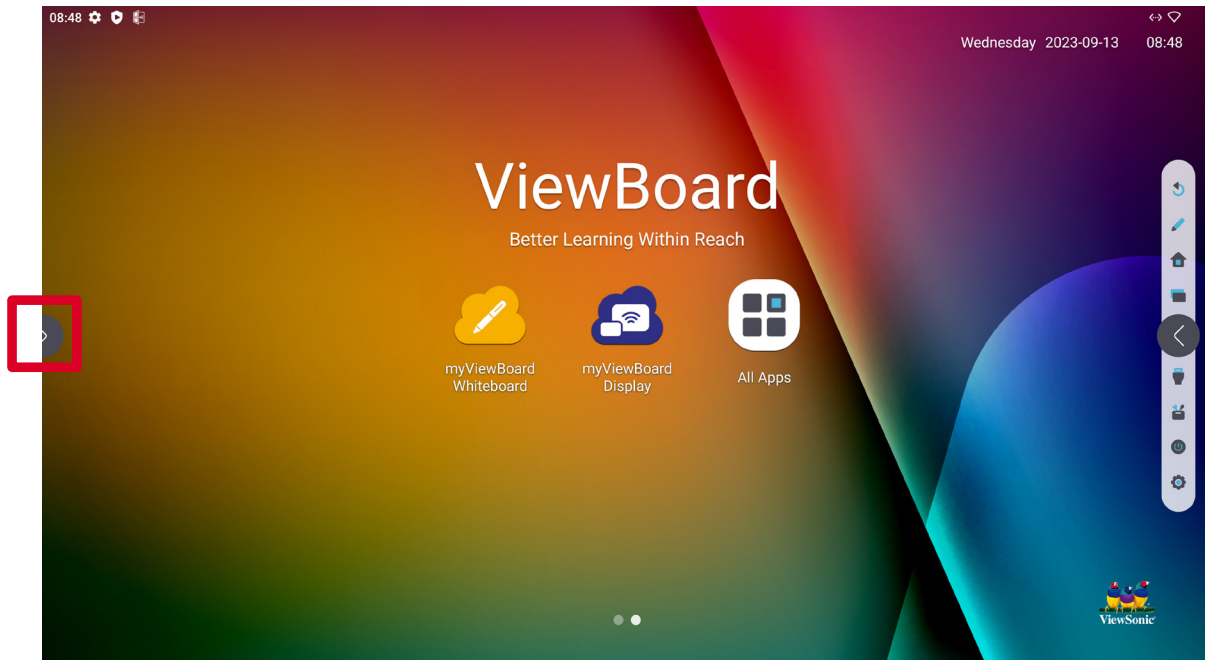 08:48
Wednesday 2023-09-13 08:48
ViewBoard
Better Learning Within Reach
myViewBoard
Whiteboard
myViewBoard
Display
All Apps
ViewSonic